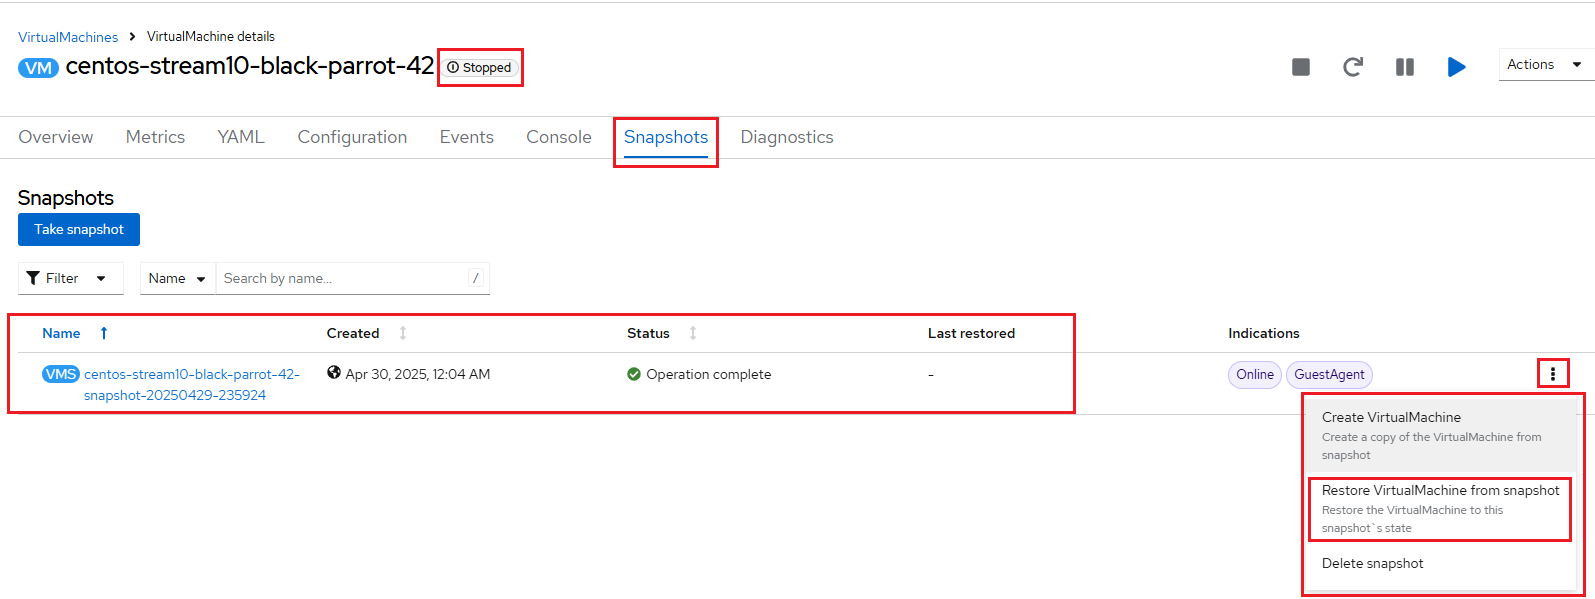 VirtualMachines > VirtualMachine details
VM centos-stream10-black-parrot-42 Stopped
Actions
Overview Metrics YAML Configuration Events Console Snapshots Diagnostics
Snapshots
Take snapshot
Filter Name Search by name... /
Name Created Status Last restored Indications
VMS centos-stream10-black-parrot-42- Apr 30, 2025, 12:04 AM Operation complete - Online GuestAgent
snapshot-20250429-235924
Create VirtualMachine
Create a copy of the VirtualMachine from
snapshot
Restore VirtualMachine from snapshot
Restore the VirtualMachine to this
snapshot`s state
Delete snapshot